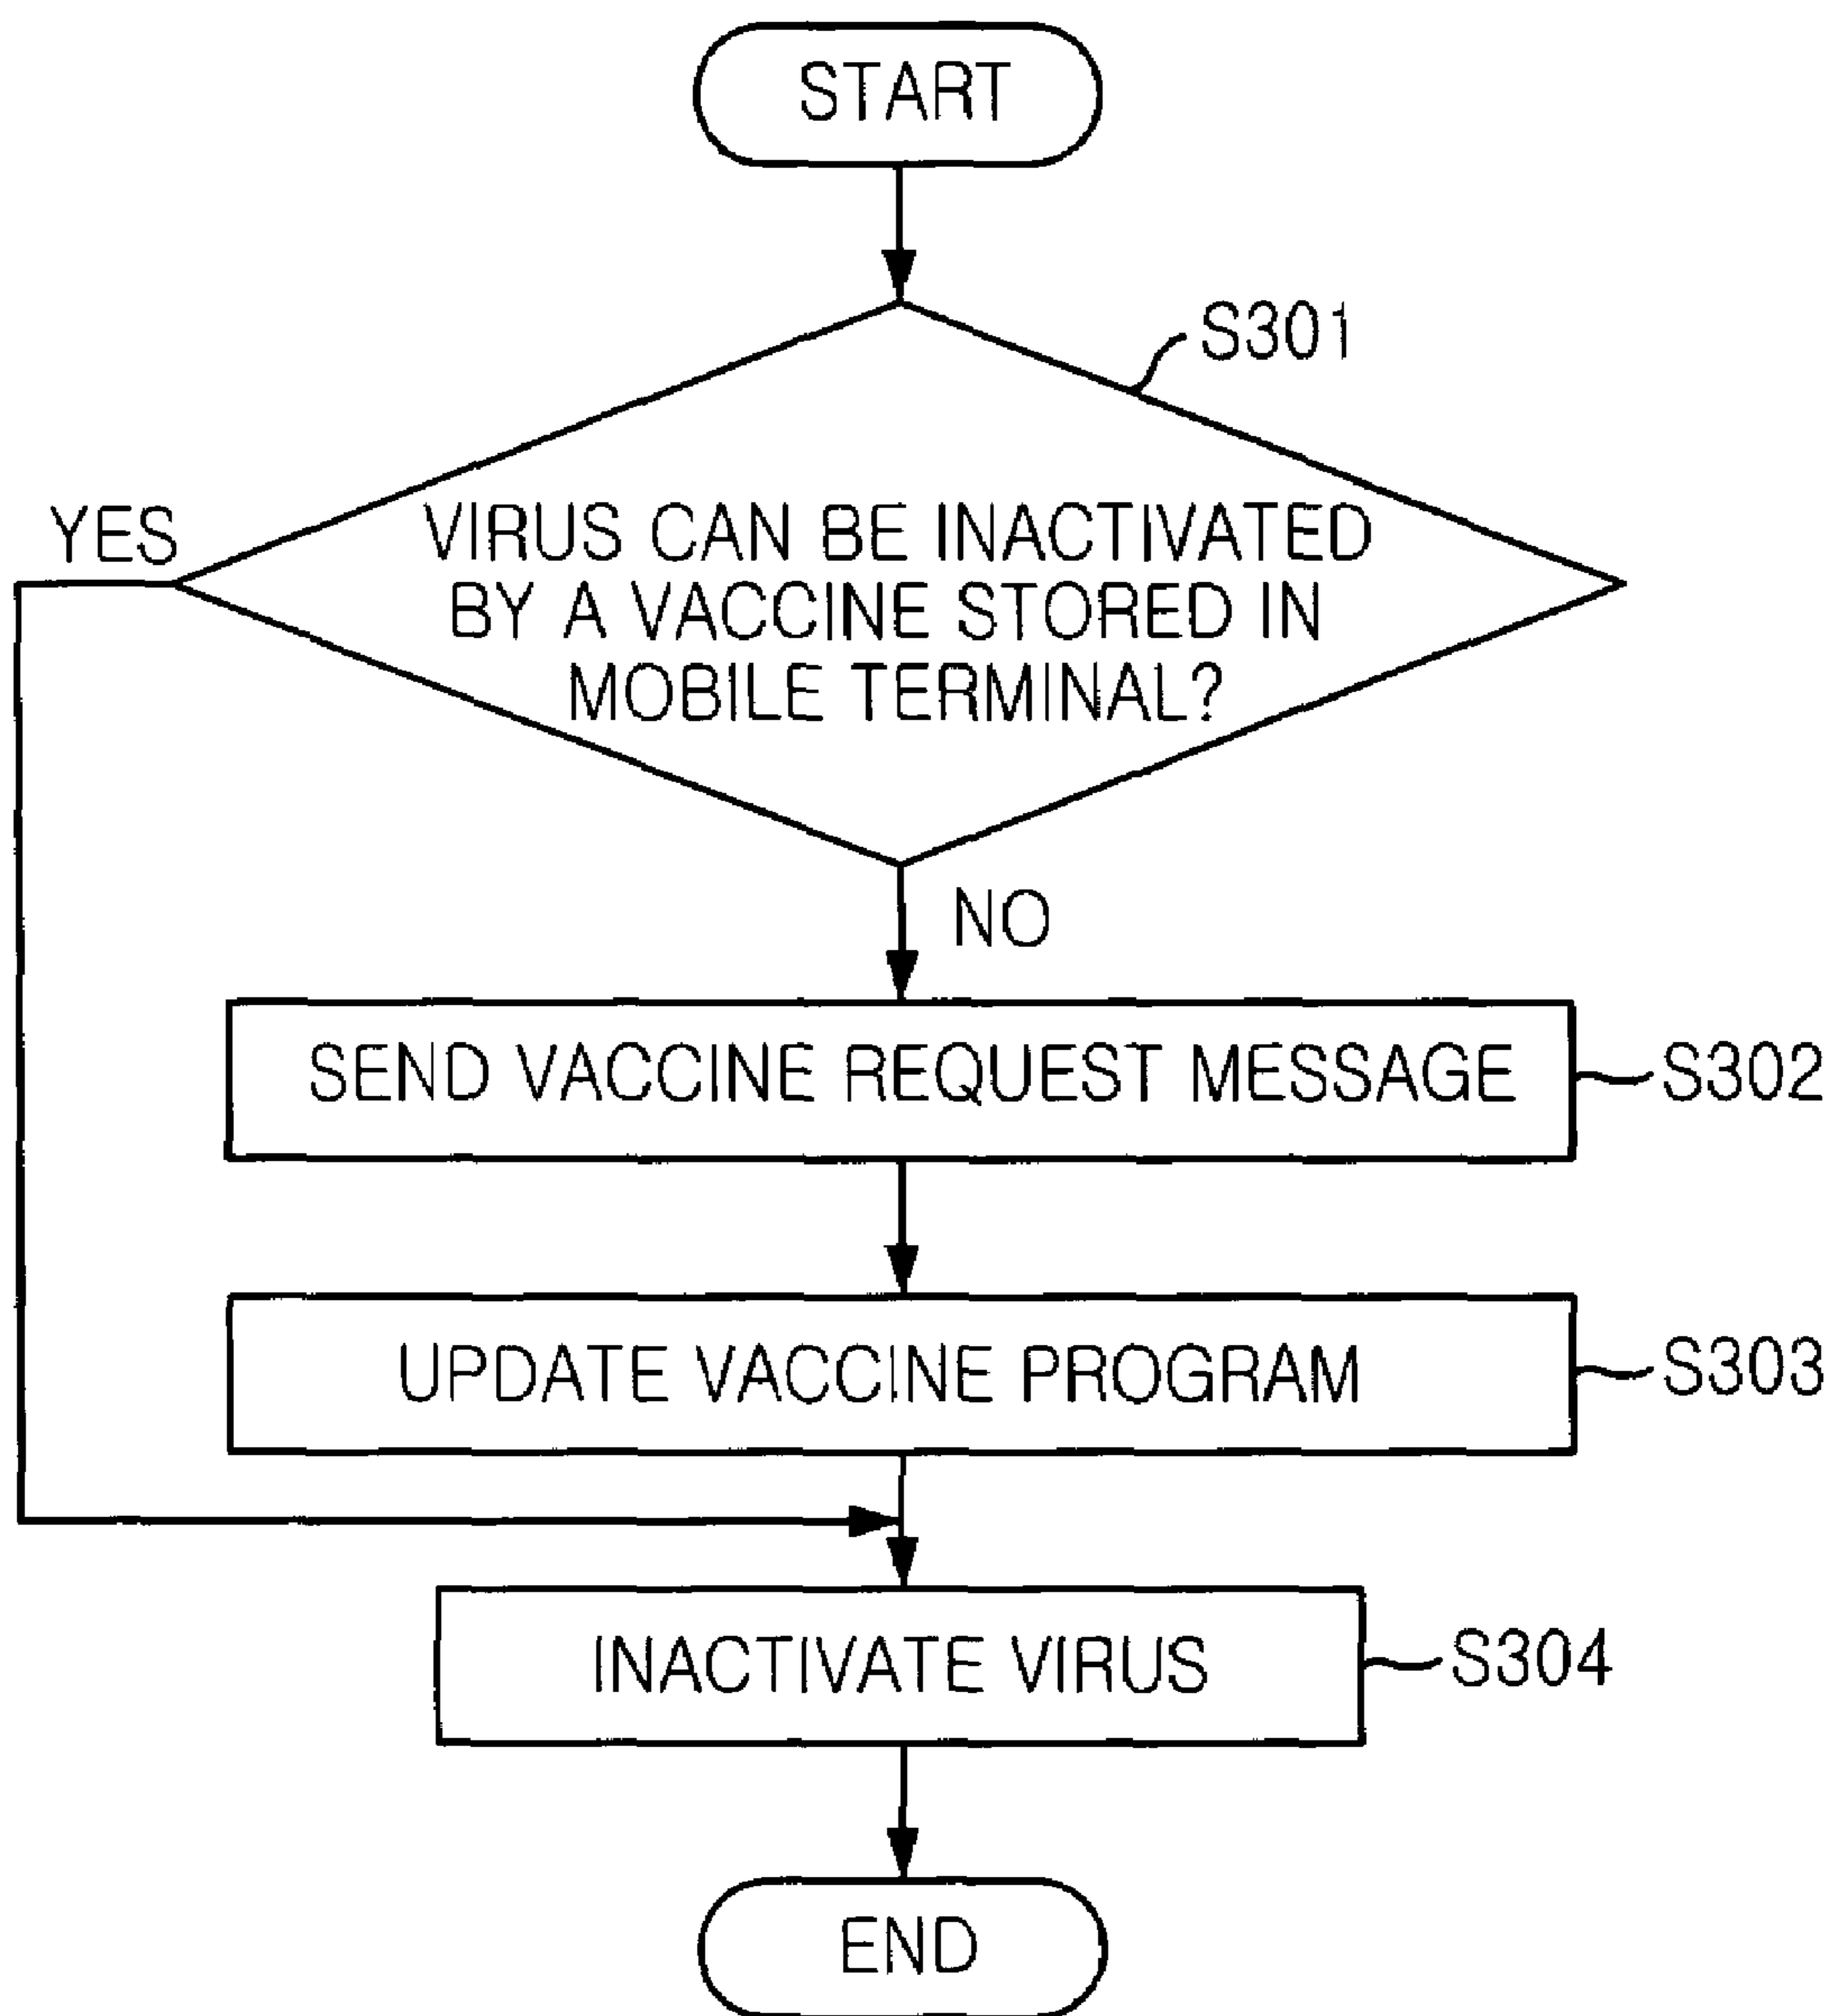 START
S301
YES
VIRUS CAN BE INACTIVATED
BY A VACCINE STORED IN
MOBILE TERMINAL?
NO
SEND VACCINE REQUEST MESSAGE
S302
UPDATE VACCINE PROGRAM
S303
INACTIVATE VIRUS
S304
END